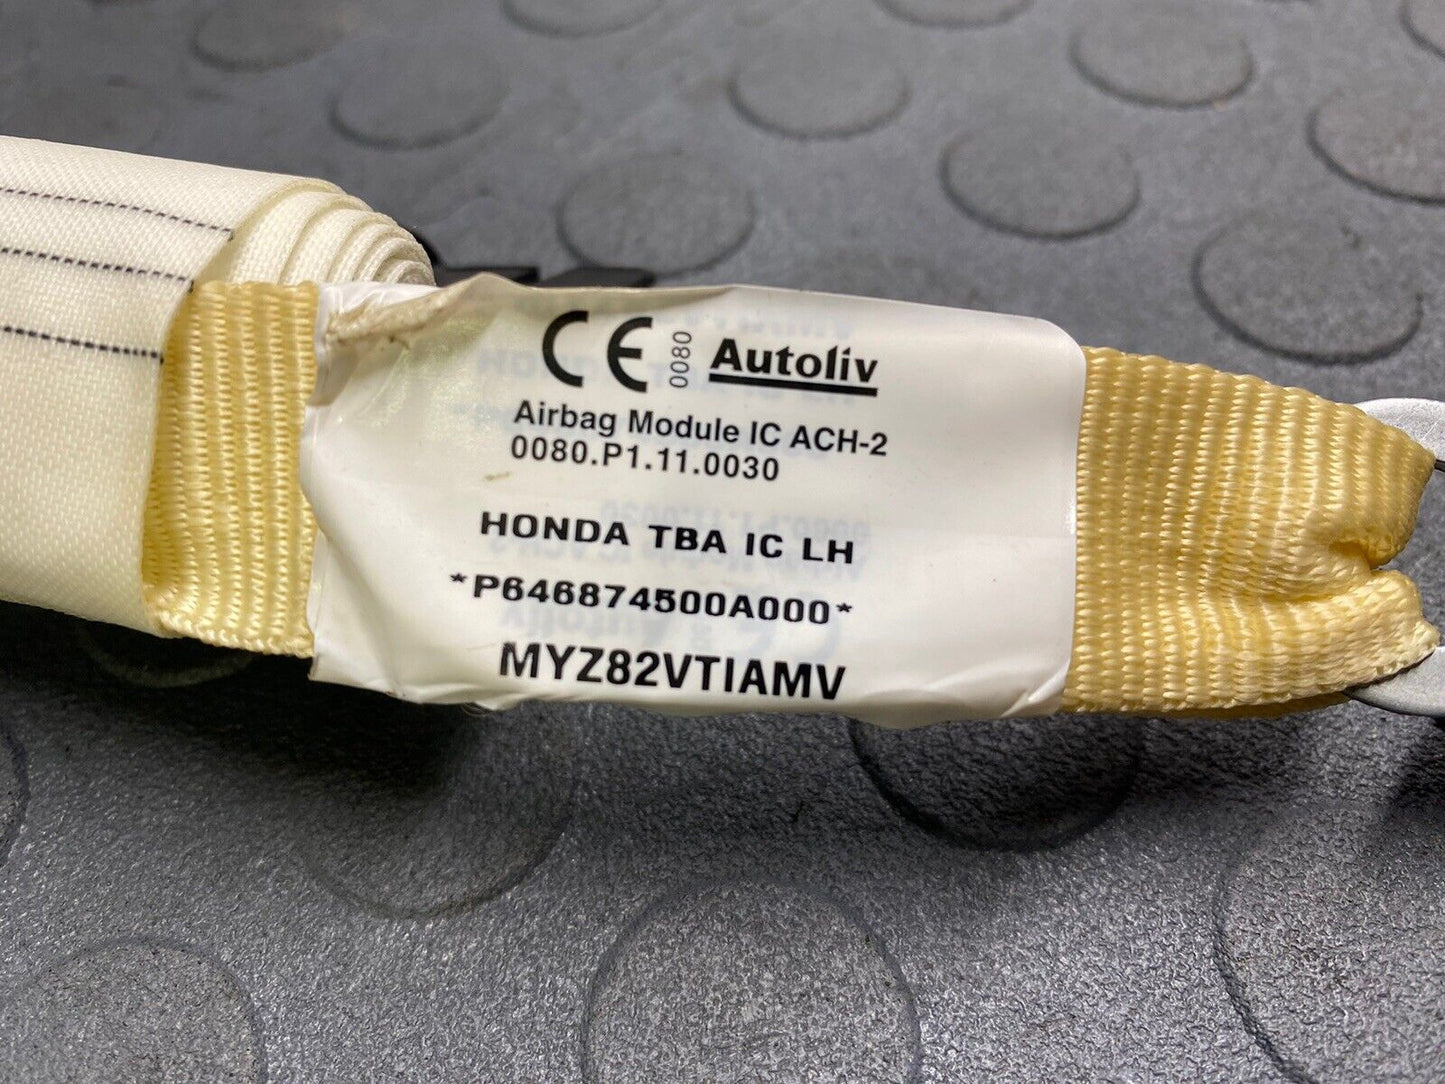 CE 0080 Autoliv
Airbag Module IC ACH-2
0080.P1.11.0030
HONDA TBA IC LH
*P646874500A000*
MYZ82VTIAMV